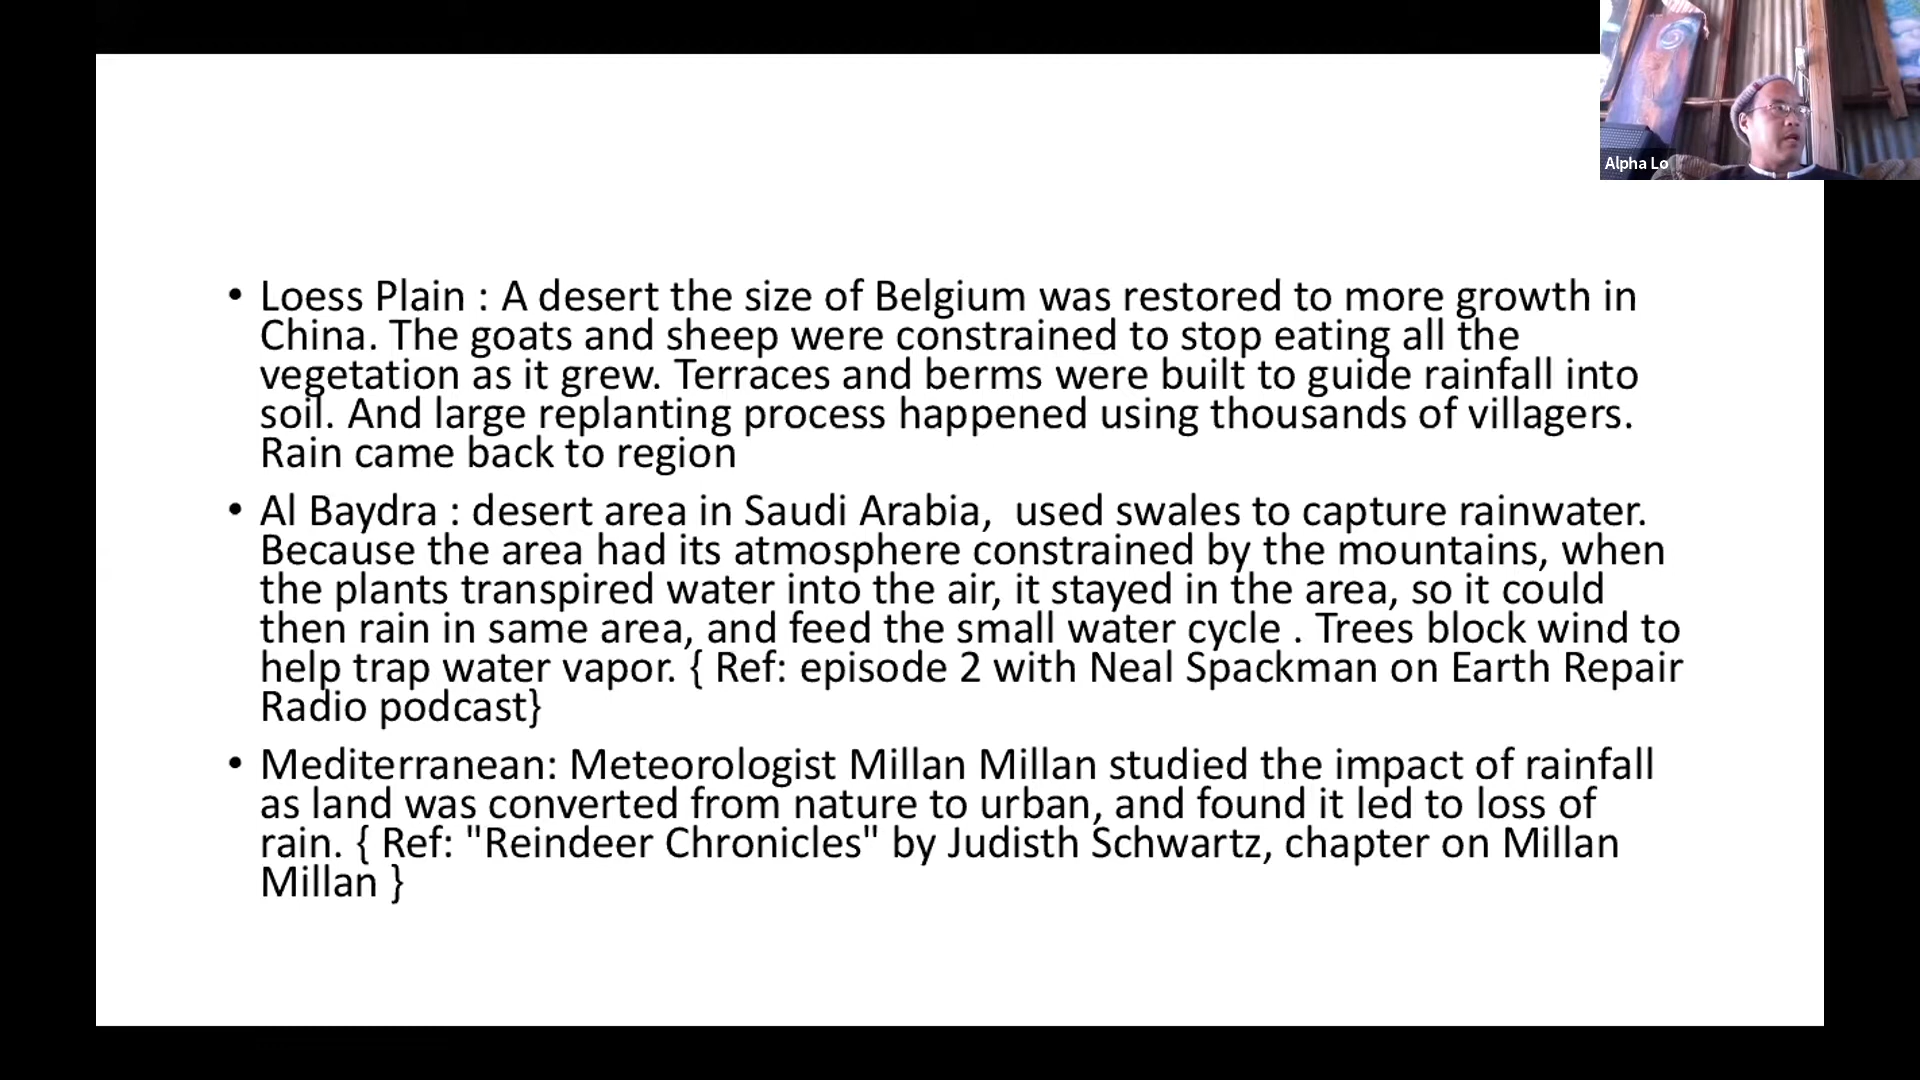 Alpha Lo
• Loess Plain : A desert the size of Belgium was restored to more growth in
China. The goats and sheep were constrained to stop eating all the
vegetation as it grew. Terraces and berms were built to guide rainfall into
soil. And large replanting process happened using thousands of villagers.
Rain came back to region
• Al Baydra : desert area in Saudi Arabia,  used swales to capture rainwater.
Because the area had its atmosphere constrained by the mountains, when
the plants transpired water into the air, it stayed in the area, so it could
then rain in same area, and feed the small water cycle . Trees block wind to
help trap water vapor. { Ref: episode 2 with Neal Spackman on Earth Repair
Radio podcast}
• Mediterranean: Meteorologist Millan Millan studied the impact of rainfall
as land was converted from nature to urban, and found it led to loss of
rain. { Ref: "Reindeer Chronicles" by Judisth Schwartz, chapter on Millan
Millan }